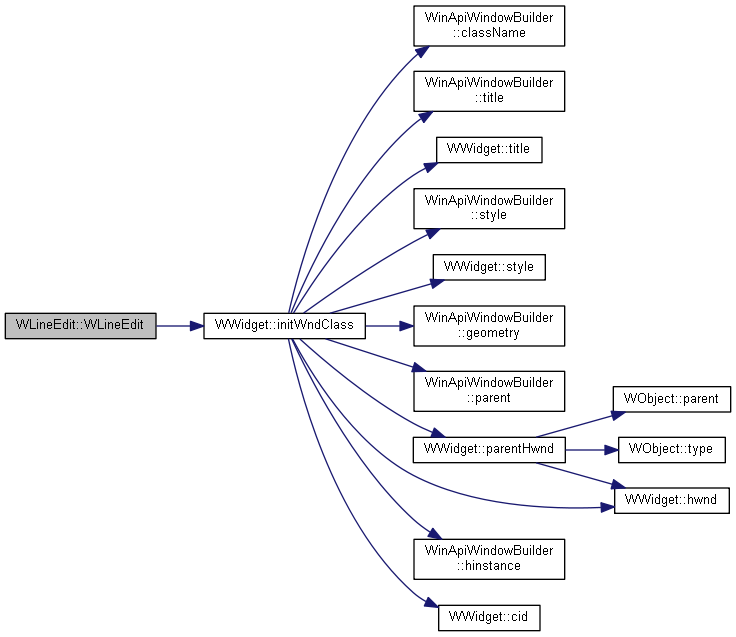 WinApiWindowBuilder
::className
WinApiWindowBuilder
::title
WWidget::title
WinApiWindowBuilder
::style
WWidget::style
WLineEdit::WLineEdit
WWidget::initWndClass
WinApiWindowBuilder
::geometry
WinApiWindowBuilder
::parent
WObject::parent
WWidget::parentHwnd
WObject::type
WWidget::hwnd
WinApiWindowBuilder
::hinstance
WWidget::cid